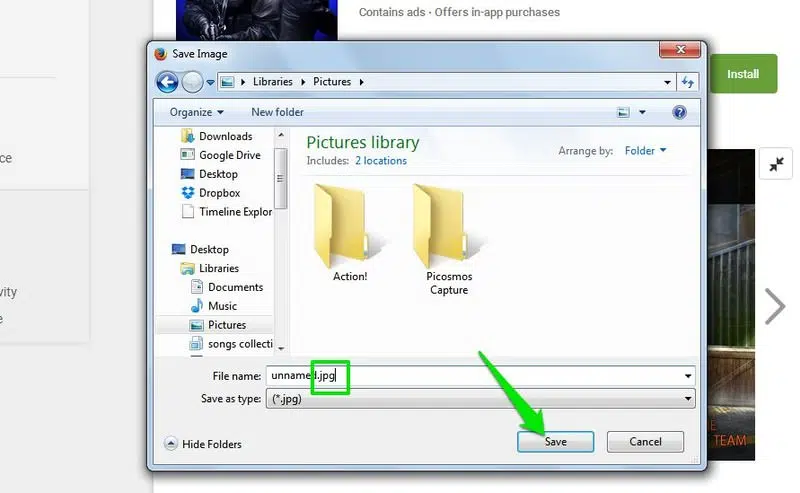 Contains ads · Offers in-app purchases
Save Image
Libraries
Pictures
Install
Organize
New folder
Downloads
Google Drive
Desktop
Dropbox
Timeline Explor
Desktop
Libraries
Documents
Music
Pictures
songs collecti
Pictures library
Includes: 2 locations
Arrange by: Folder
Action!
Picosmos
Capture
ce
vity
e
File name: unnamed.jpg
Save as type: (*.jpg)
Hide Folders
Save
Cancel
E
TEAM